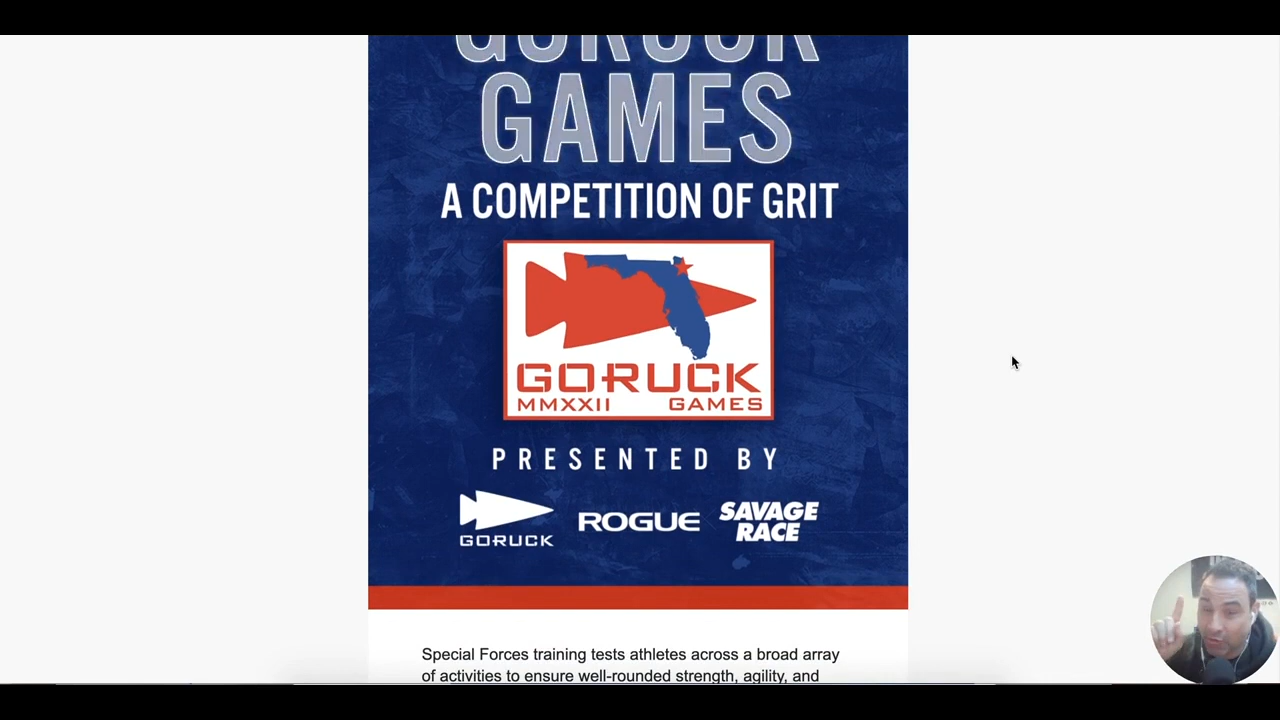 GORUCK
GAMES
A COMPETITION OF GRIT
GORUCK
MMXXII GAMES
PRESENTED BY
GORUCK ROGUE SAVAGE RACE
Special Forces training tests athletes across a broad array
of activities to ensure well-rounded strength, agility, and